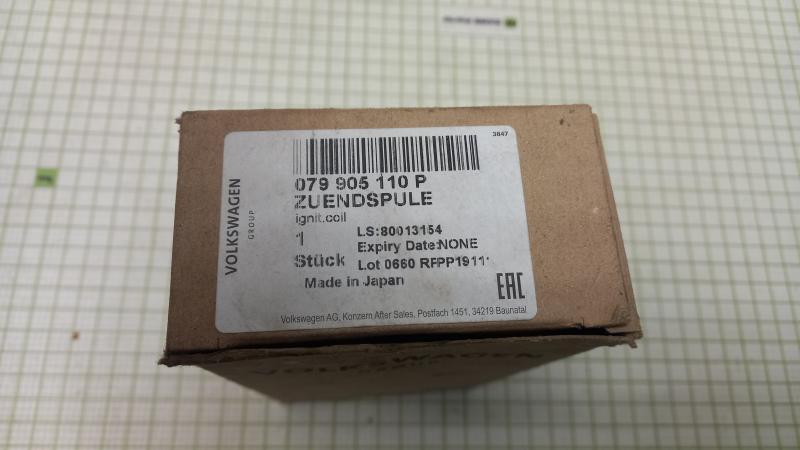 3847
079 905 110 P
ZUENDSPULE
ignit.coil
1
LS:80013154
Expiry Date:NONE
Stück
Lot 0660 RFPP1911
Made in Japan
VOLKSWAGEN
GROUP
EAC
Volkswagen AG, Konzern After Sales, Postfach 1451, 34219 Baunatal
VOLKSWAGEN